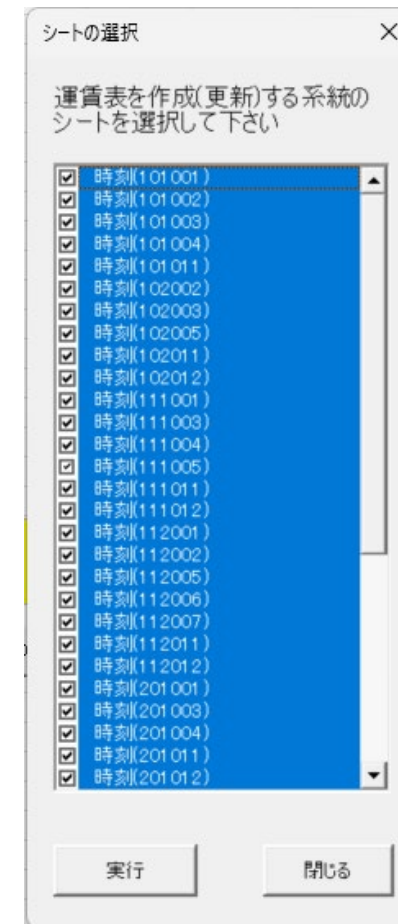 シートの選択
運賃表を作成(更新)する系統の
シートを選択して下さい
時刻(101001)
時刻(101002)
時刻(101003)
時刻(101004)
時刻(101011)
時刻(102002)
時刻(102003)
時刻(102005)
時刻(102011)
時刻(102012)
時刻(111001)
時刻(111003)
時刻(111004)
時刻(111005)
時刻(111011)
時刻(111012)
時刻(112001)
時刻(112002)
時刻(112005)
時刻(112006)
時刻(112007)
時刻(112011)
時刻(112012)
時刻(201001)
時刻(201003)
時刻(201004)
時刻(201011)
時刻(201012)
実行
閉じる